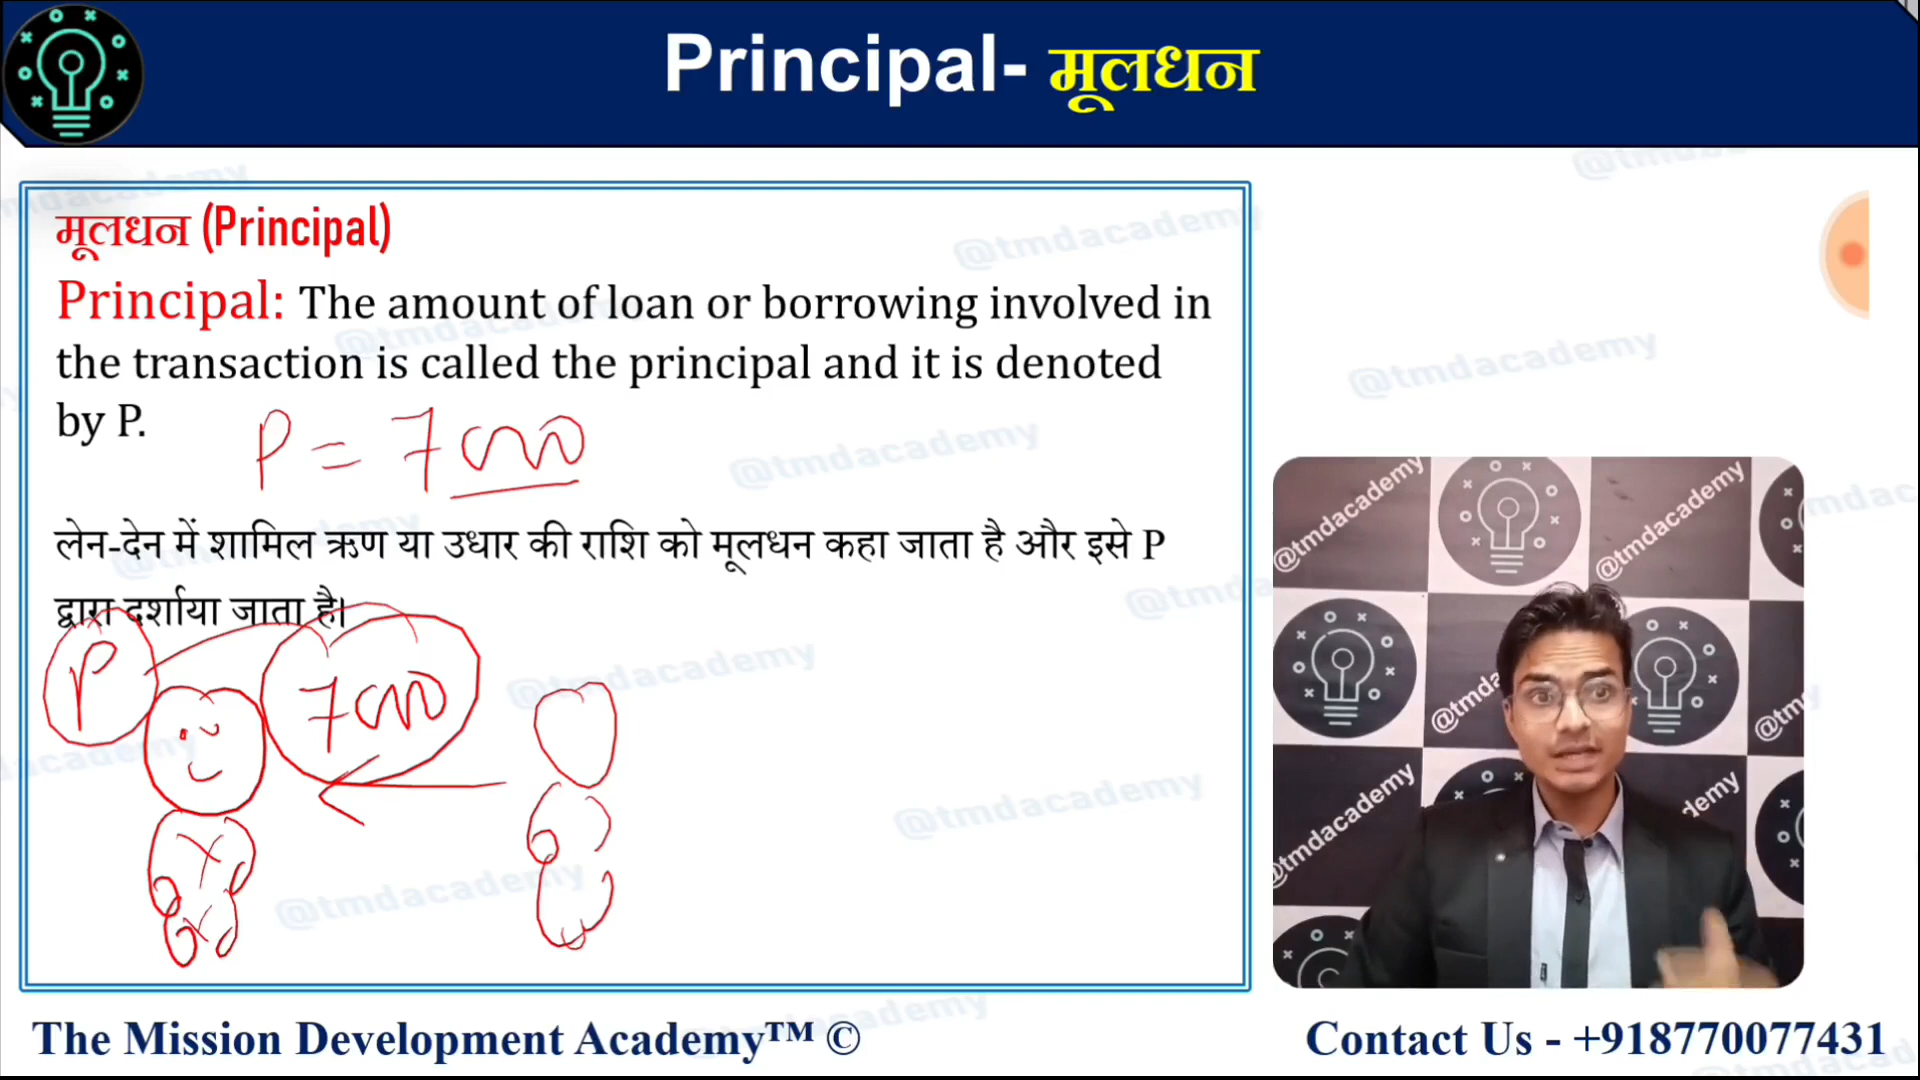 Principal- मूलधन
मूलधन (Principal)
Principal: The amount of loan or borrowing involved in
the transaction is called the principal and it is denoted
by P.
P = 7000
लेन-देन में शामिल ऋण या उधार की राशि को मूलधन कहा जाता है और इसे P
द्वारा दर्शाया जाता है।
P
7000
@tmdacademy
@tmdacademy
@tmdacademy
The Mission Development Academy™ ©
Contact Us - +918770077431